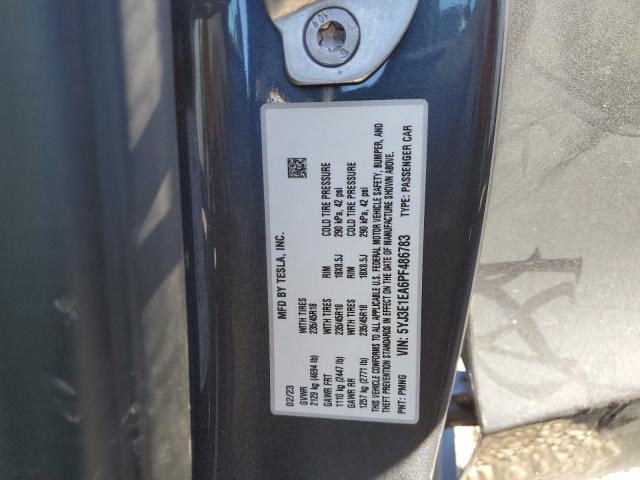 MFD BY TESLA, INC.
02/23
GVWR
2129 kg (4694 lb)
WITH TIRES
235/45R18
RIM
18X8.5J
COLD TIRE PRESSURE
290 kPa, 42 psi
GAWR FRT
1110 kg (2447 lb)
WITH TIRES
235/45R18
RIM
18X8.5J
COLD TIRE PRESSURE
290 kPa, 42 psi
GAWR RR
1257 kg (2771 lb)
THIS VEHICLE CONFORMS TO ALL APPLICABLE U.S. FEDERAL MOTOR VEHICLE SAFETY, BUMPER, AND
THEFT PREVENTION STANDARDS IN EFFECT ON THE DATE OF MANUFACTURE SHOWN ABOVE.
PNT: PMNG
VIN: 5YJ3E1EA6PF486783
TYPE: PASSENGER CAR
10.9